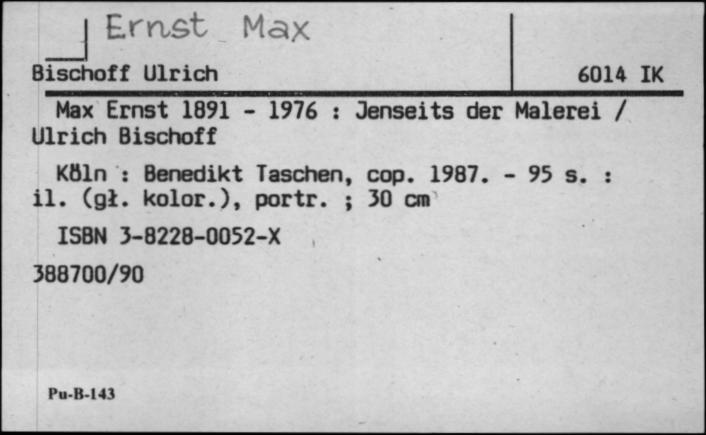 Ernst Max
Bischoff Ulrich 6014 IK
Max Ernst 1891 - 1976 : Jenseits der Malerei /
Ulrich Bischoff
Köln : Benedikt Taschen, cop. 1987. - 95 s. :
il. (gł. kolor.), portr. ; 30 cm
ISBN 3-8228-0052-X
388700/90
Pu-B-143